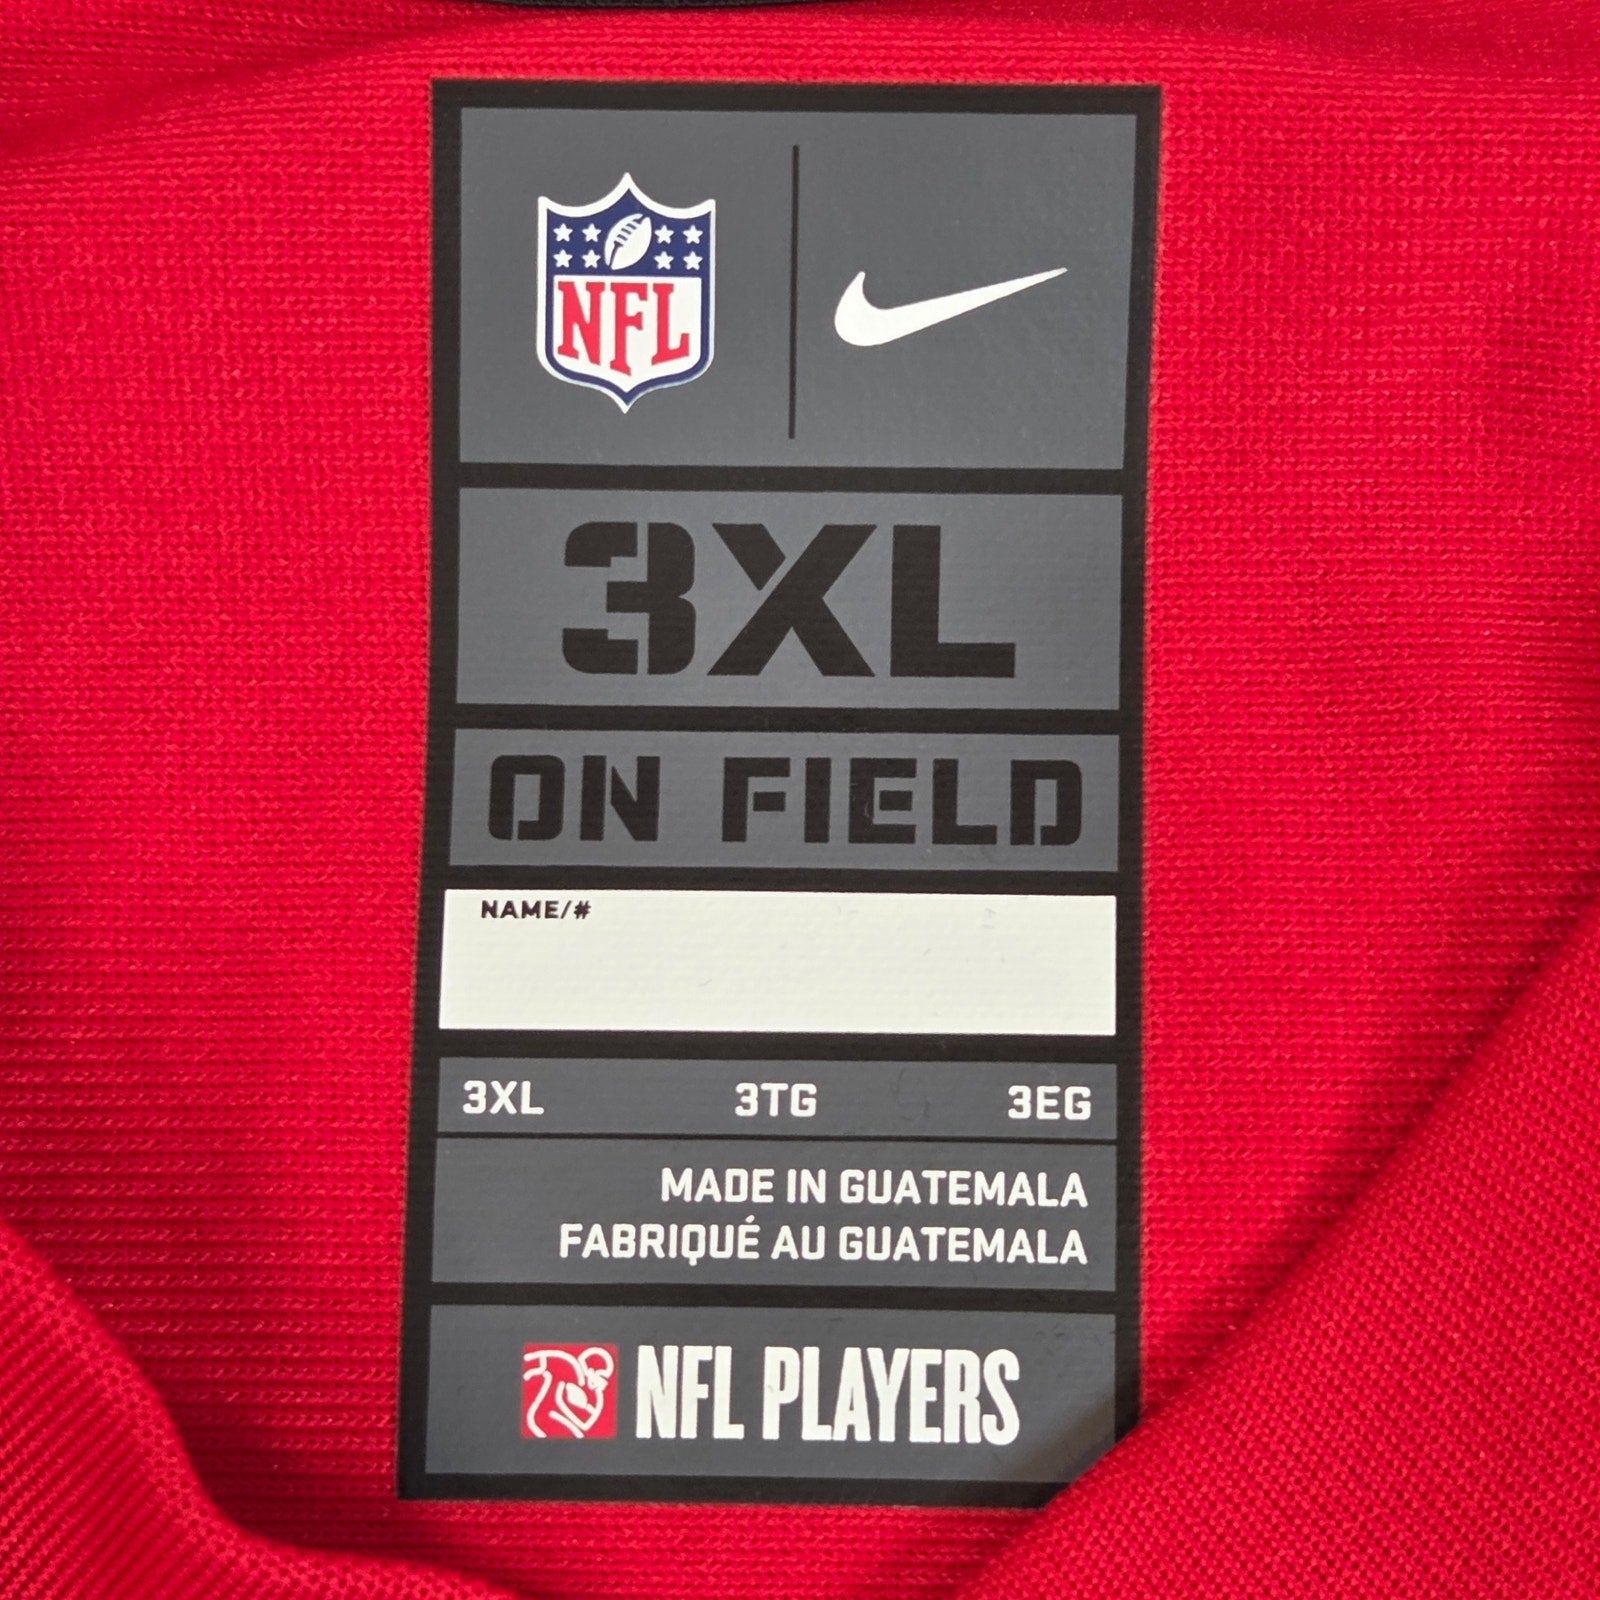 NFL
3XL
ON FIELD
NAME/#
3XL 3TG 3EG
MADE IN GUATEMALA
FABRIQUÉ AU GUATEMALA
NFL PLAYERS